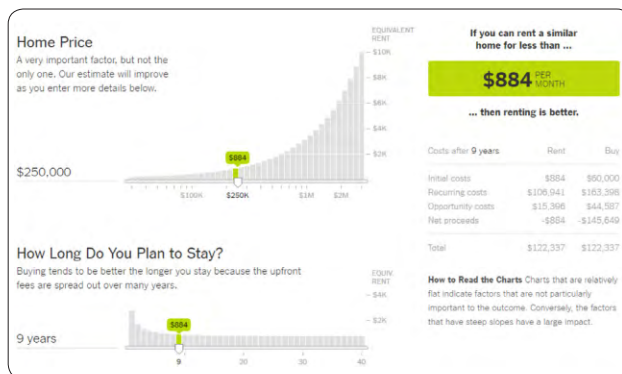 Home Price
A very important factor, but not the
only one. Our estimate will improve
as you enter more details below.
$250,000
EQUIVALENT
RENT
$10K
$8K
$6K
$4K
$2K
$884
$100K
$250K
$1M
$2M
How Long Do You Plan to Stay?
Buying tends to be better the longer you stay because the upfront
fees are spread out over many years.
9 years
EQUIV.
RENT
$4K
$2K
$884
9
20
30
40
If you can rent a similar
home for less than ...
$884 PER
MONTH
... then renting is better.
Costs after 9 years Rent Buy
Initial costs $884 $60,000
Recurring costs $106,941 $163,398
Opportunity costs $15,396 $44,587
Net proceeds -$884 -$145,649
Total $122,337 $122,337
How to Read the Charts Charts that are relatively
flat indicate factors that are not particularly
important to the outcome. Conversely, the factors
that have steep slopes have a large impact.